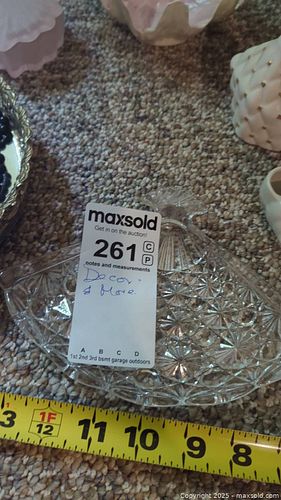 maxsold
Get in on the auction!
261 C
P
notes and measurements
Decor
& More
A B C D
1st 2nd 3rd bsmt garage outdoors
3 1F 12 11 10 9 8
Copyright 2025 - maxsold.com